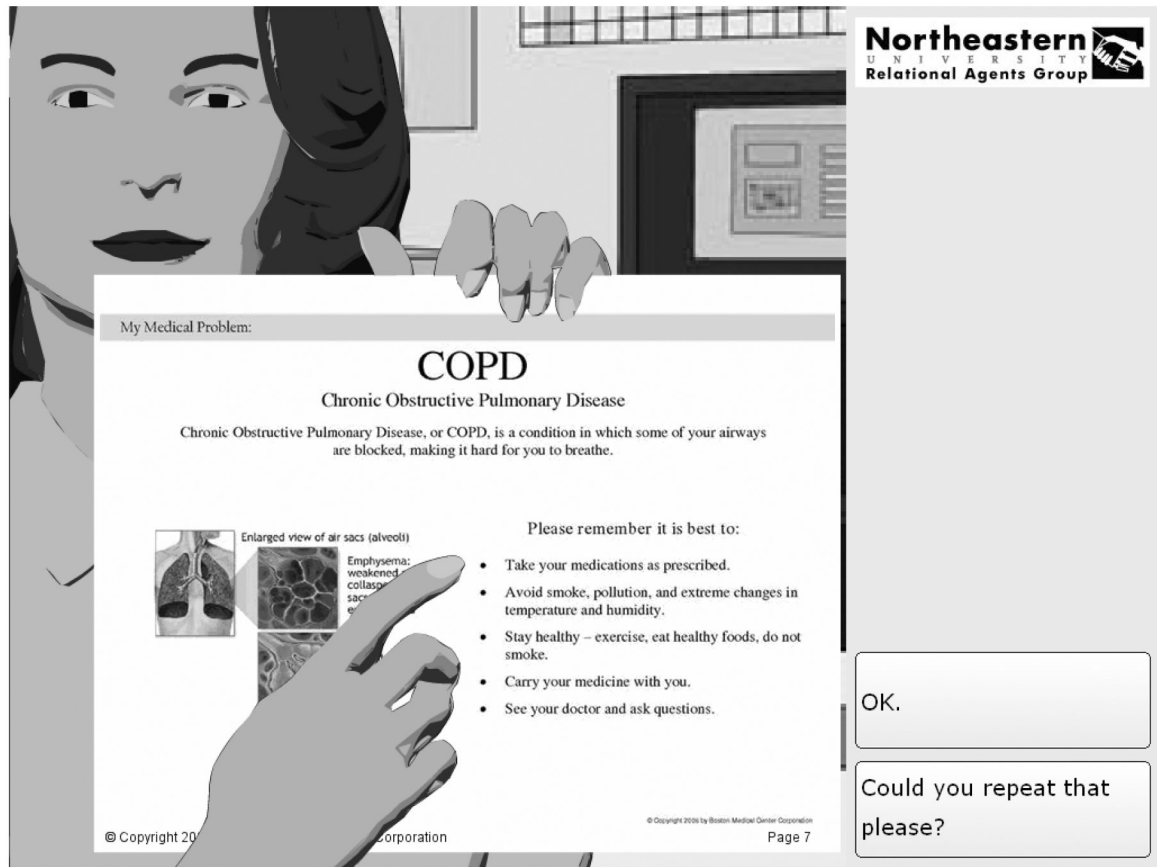 Northeastern
UNIVERSITY
Relational Agents Group
My Medical Problem:
COPD
Chronic Obstructive Pulmonary Disease
Chronic Obstructive Pulmonary Disease, or COPD, is a condition in which some of your airways
are blocked, making it hard for you to breathe.
Enlarged view of air sacs (alveoli)
Emphysema:
weakened
Please remember it is best to:
• Take your medications as prescribed.
• Avoid smoke, pollution, and extreme changes in
temperature and humidity.
• Stay healthy – exercise, eat healthy foods, do not
smoke.
• Carry your medicine with you.
• See your doctor and ask questions.
© Copyright 2006 by Boston Medical Center Corporation
© Copyright
Corporation
Page 7
OK.
Could you repeat that
please?